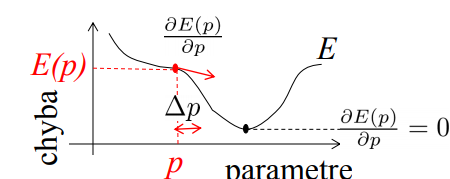 ∂E(p)/∂p
E
E(p)
Δp
∂E(p)/∂p = 0
chyba
p
parametre